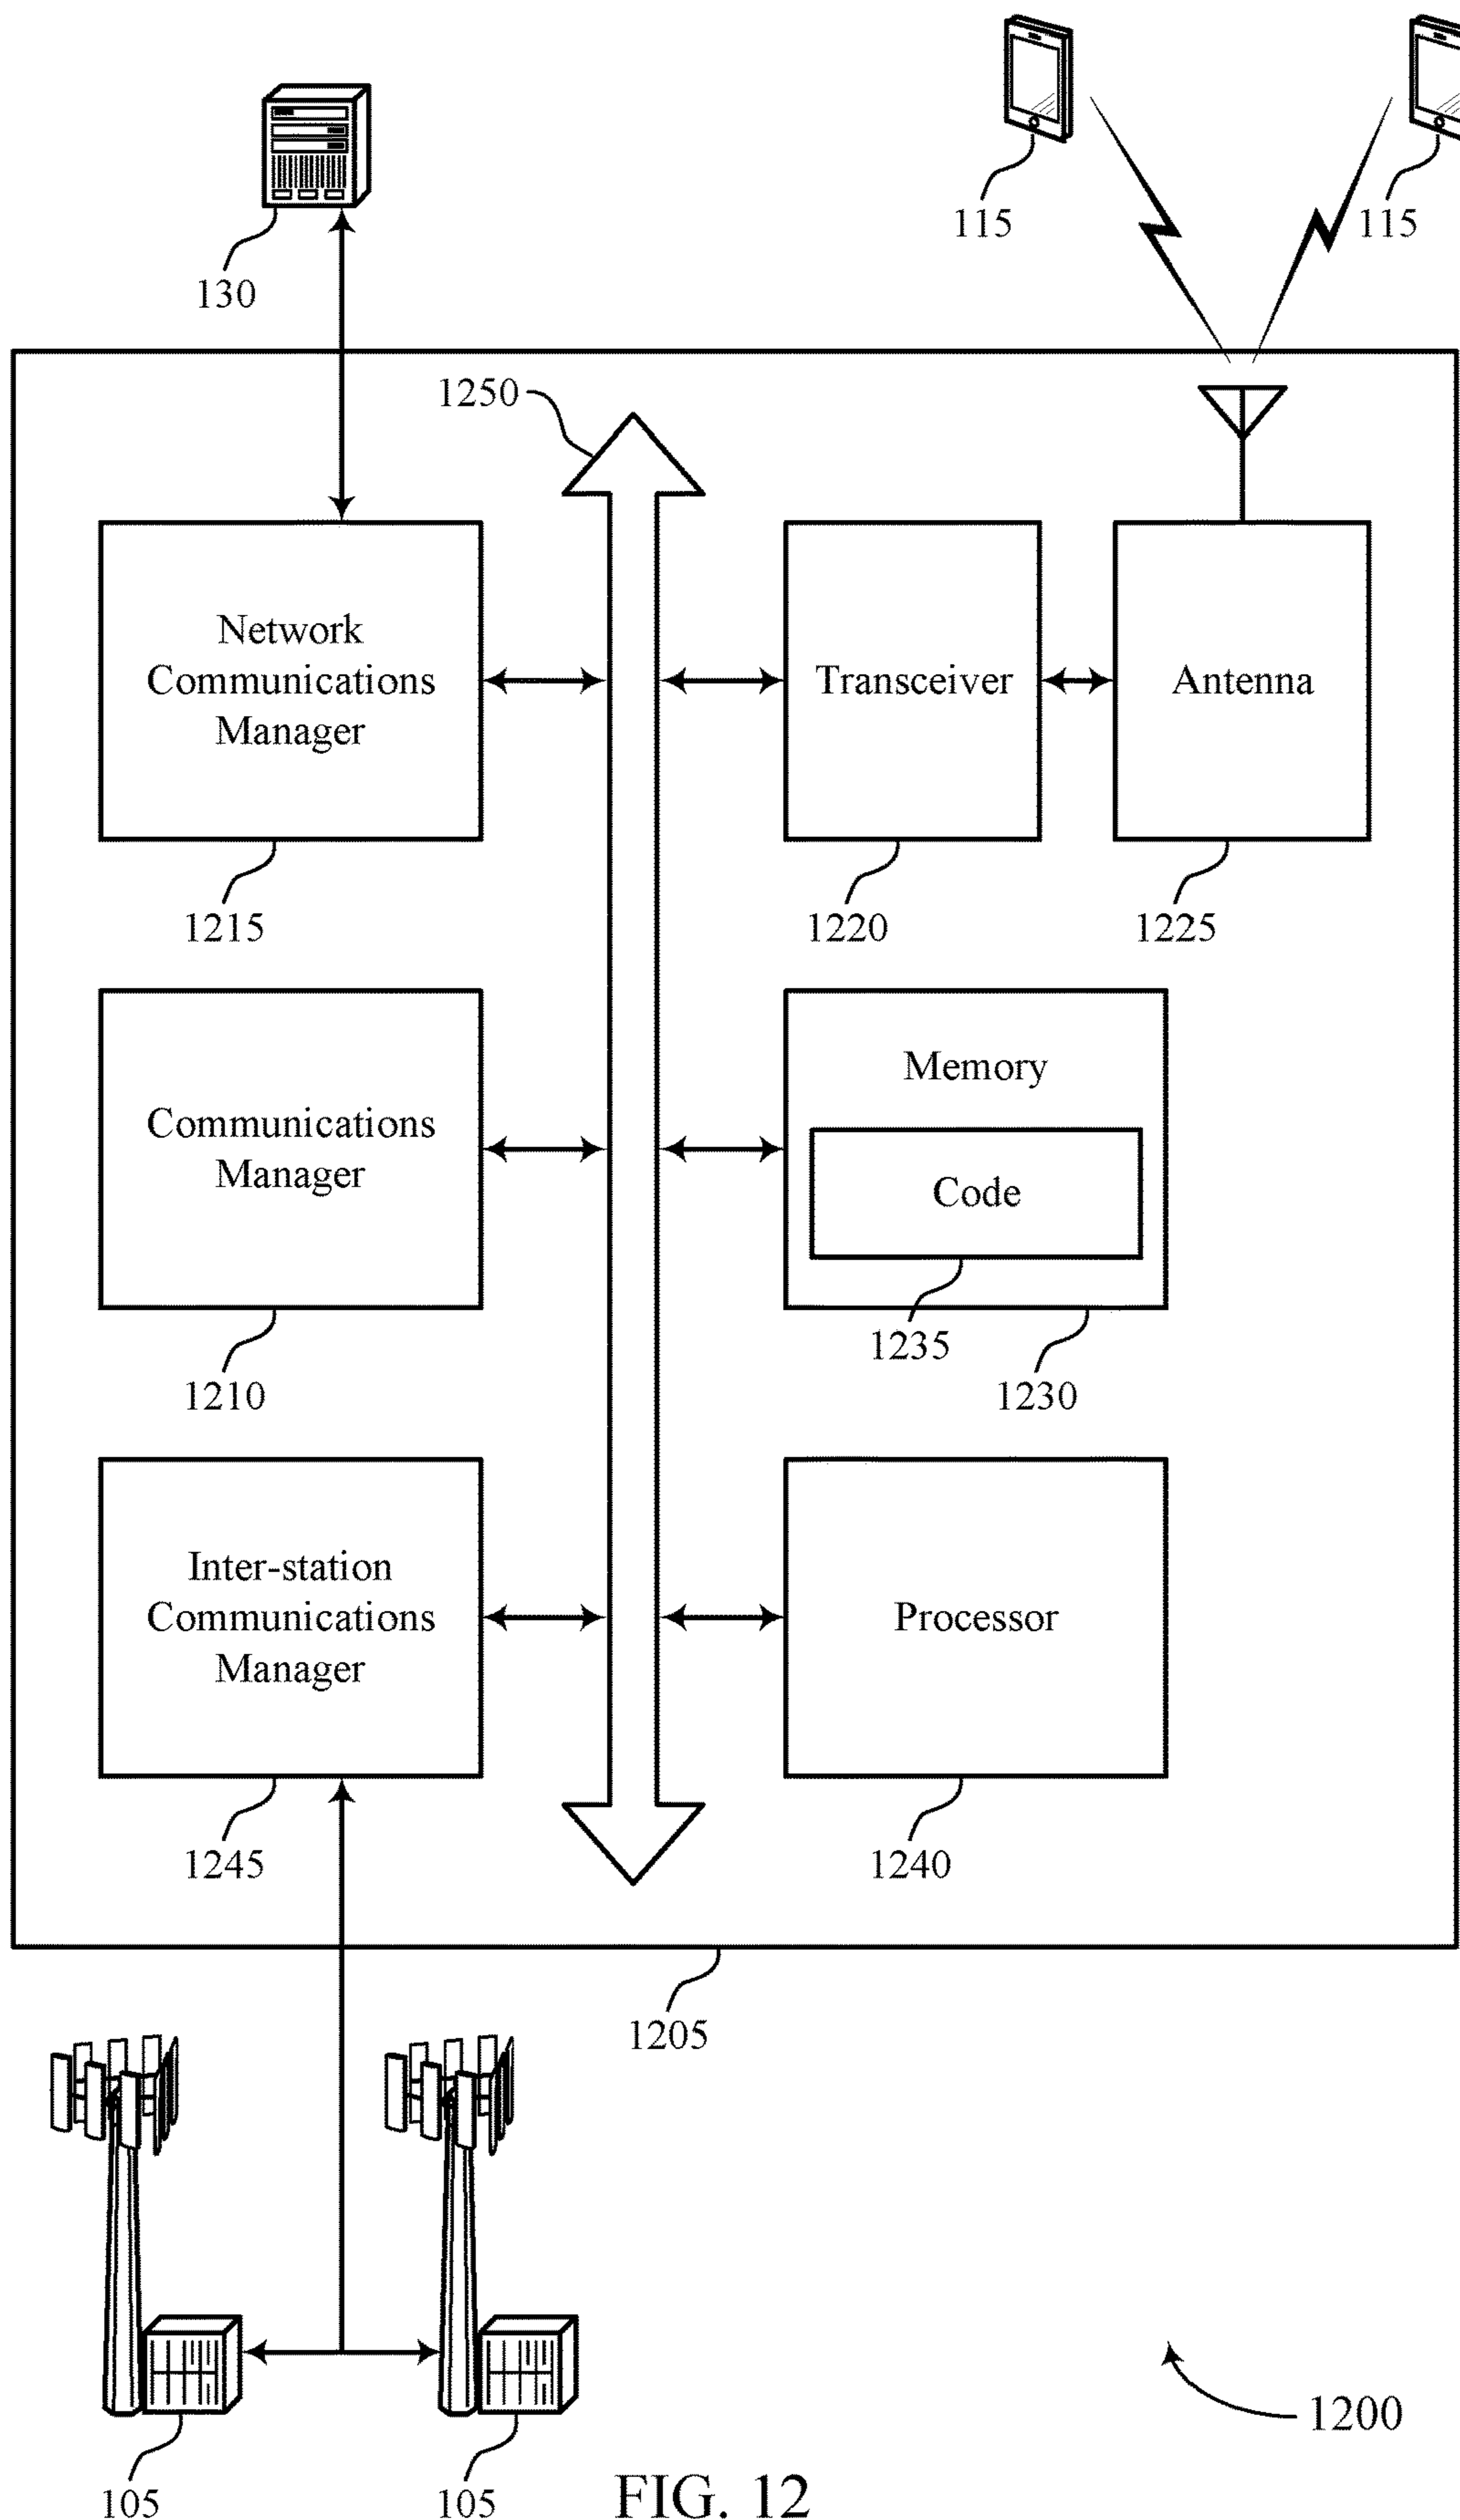 115
115
130
1250
Network
Communications
Manager
Transceiver
Antenna
1215
1220
1225
Communications
Manager
Memory
Code
1235
1210
1230
Inter-station
Communications
Manager
Processor
1245
1240
1205
1200
105
105
FIG. 12